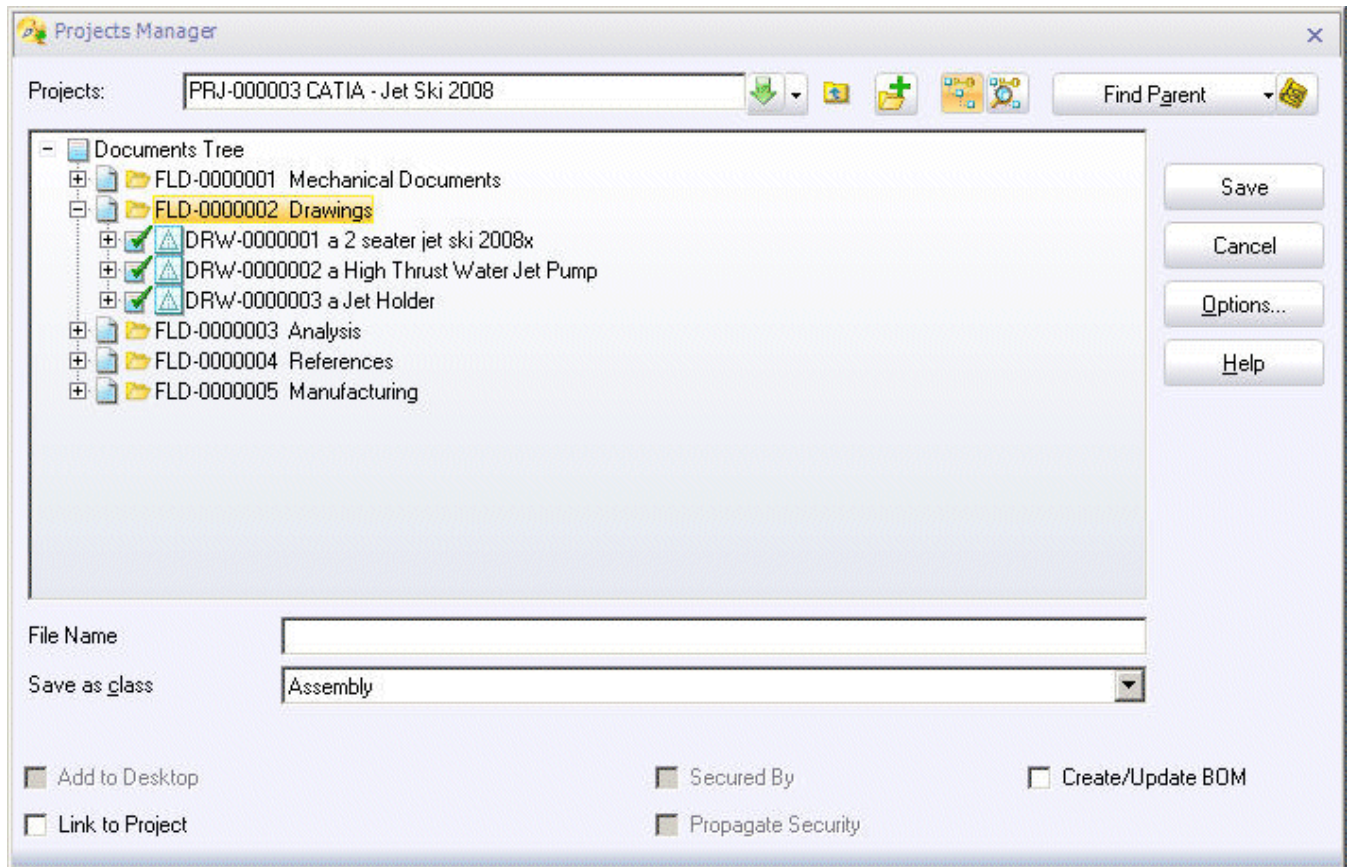 Projects Manager
Projects: PRJ-000003 CATIA - Jet Ski 2008 Find Parent
Documents Tree
FLD-0000001 Mechanical Documents
Save
FLD-0000002 Drawings
DRW-0000001 a 2 seater jet ski 2008x
Cancel
DRW-0000002 a High Thrust Water Jet Pump
DRW-0000003 a Jet Holder
Options...
FLD-0000003 Analysis
FLD-0000004 References
Help
FLD-0000005 Manufacturing
File Name
Save as class Assembly
Add to Desktop Secured By Create/Update BOM
Link to Project Propagate Security